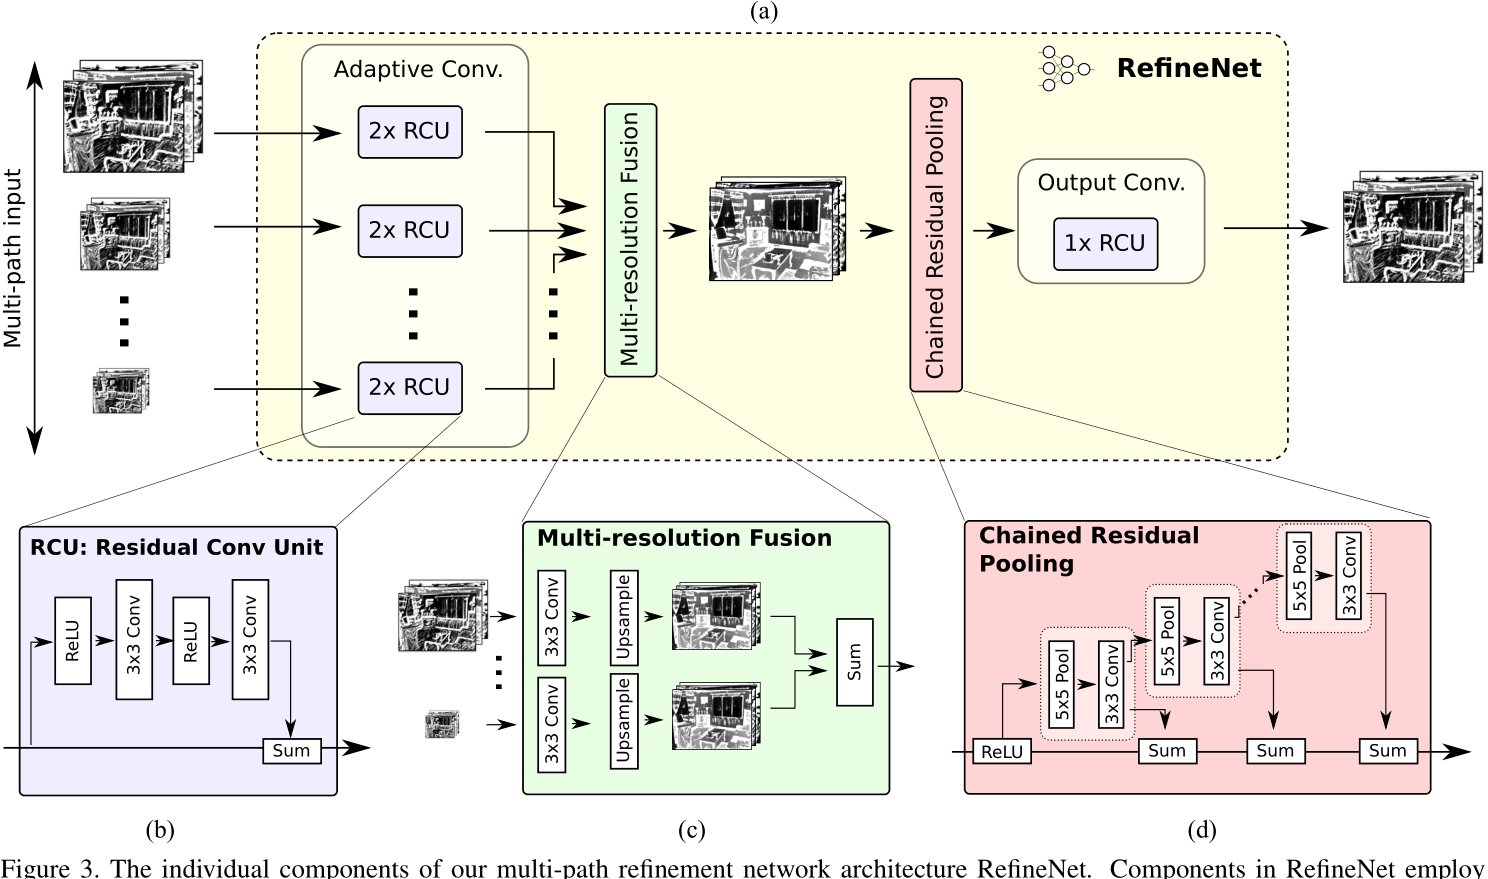 (a)
Multi-path input
Adaptive Conv.
2x RCU
2x RCU
2x RCU
Multi-resolution Fusion
Chained Residual Pooling
RefineNet
Output Conv.
1x RCU
RCU: Residual Conv Unit
ReLU
3x3 Conv
ReLU
3x3 Conv
Sum
Multi-resolution Fusion
3x3 Conv
Upsample
3x3 Conv
Upsample
Sum
Chained Residual
Pooling
ReLU
5x5 Pool
3x3 Conv
5x5 Pool
3x3 Conv
5x5 Pool
3x3 Conv
Sum
Sum
Sum
(b)
(c)
(d)
Figure 3. The individual components of our multi-path refinement network architecture RefineNet. Components in RefineNet employ